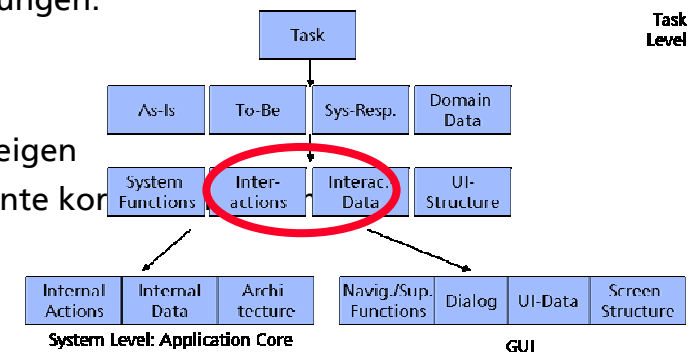 ungen.
Task
Task
Level
As-Is
To-Be
Sys-Resp.
Domain
Data
eigen
nte kor
System
Functions
Inter-
actions
Interac.
Data
UI-
Structure
Internal
Actions
Internal
Data
Archi
tecture
Navig./Sup.
Functions
Dialog
UI-Data
Screen
Structure
System Level: Application Core
GUI